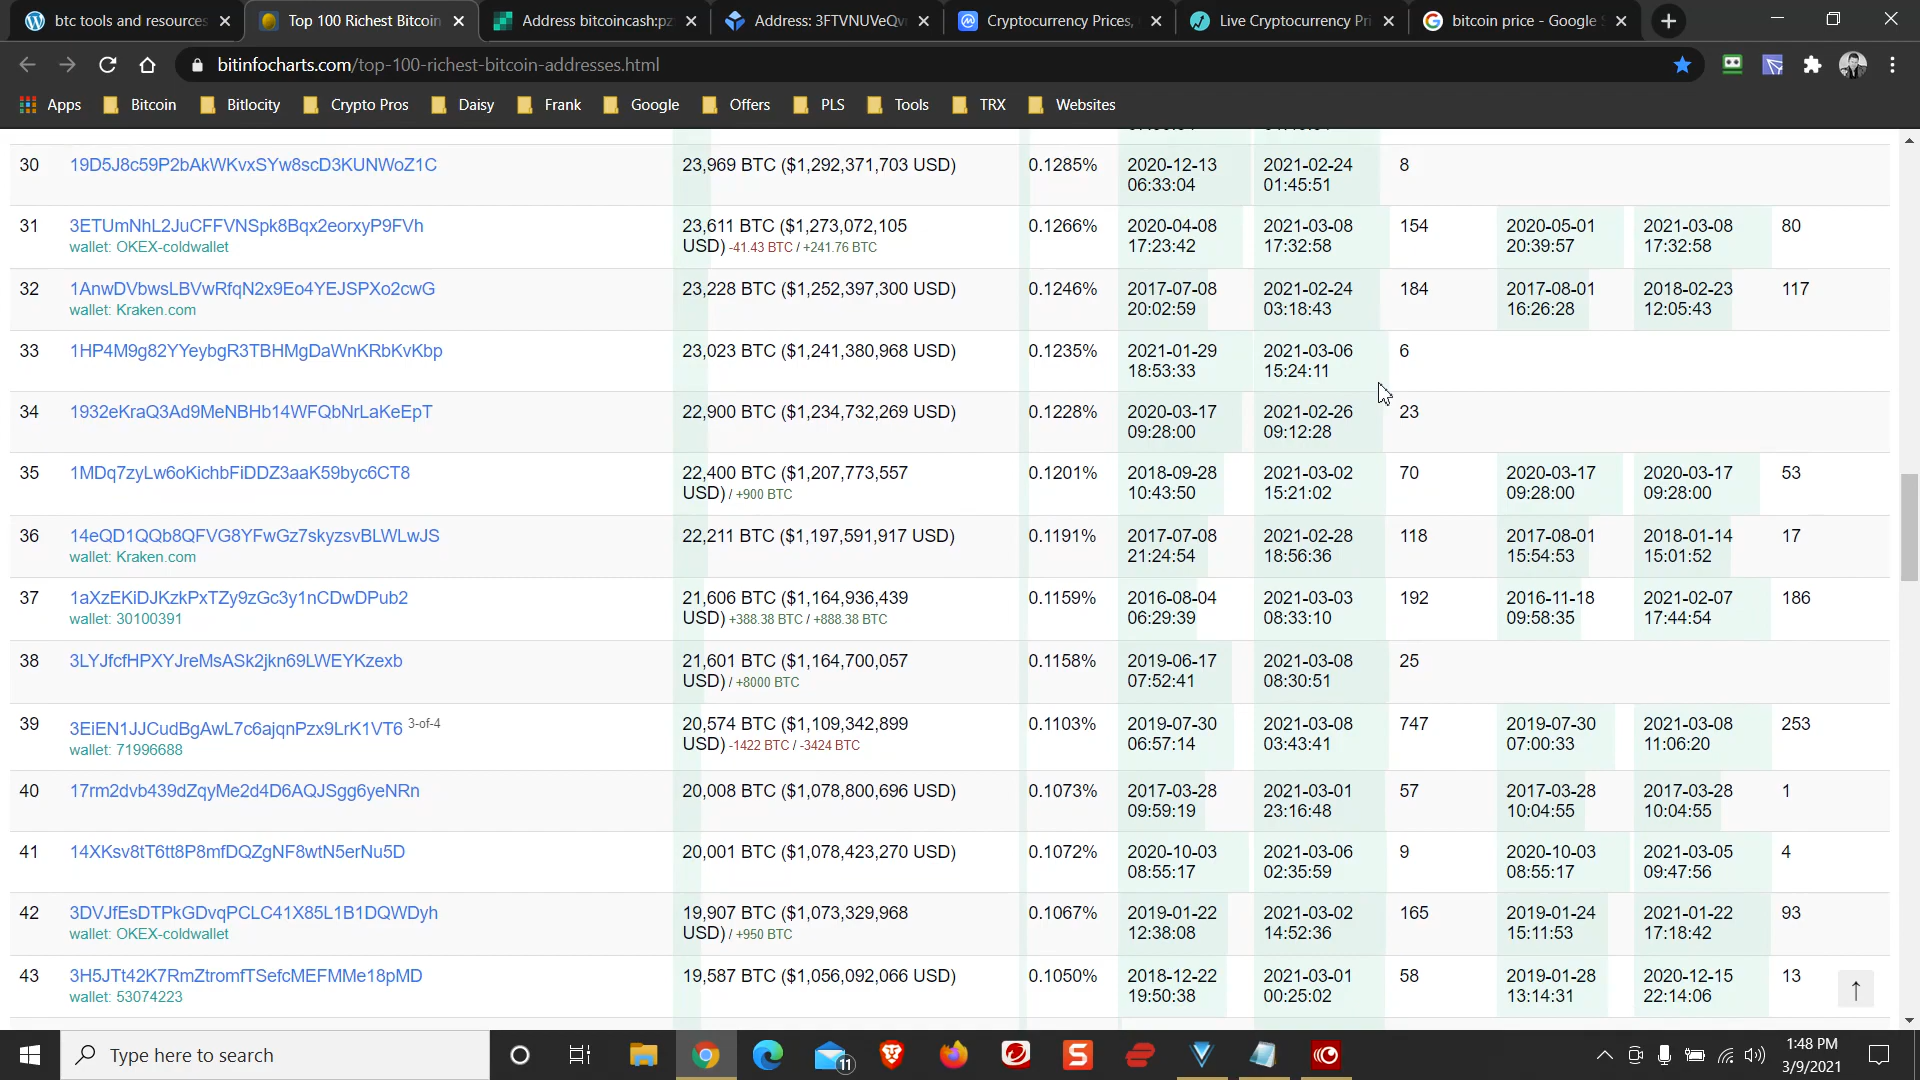 btc tools and resources
Top 100 Richest Bitcoin
Address bitcoincash:pz
Address: 3FTVNUVeQv
Cryptocurrency Prices,
Live Cryptocurrency Pri
bitcoin price - Google S
bitinfocharts.com/top-100-richest-bitcoin-addresses.html
Apps
Bitcoin
Bitlocity
Crypto Pros
Daisy
Frank
Google
Offers
PLS
Tools
TRX
Websites
30 19D5J8c59P2bAkWKvxSYw8scD3KUNWoZ1C 23,969 BTC ($1,292,371,703 USD) 0.1285% 2020-12-13 2021-02-24 8
06:33:04 01:45:51
31 3ETUmNhL2JuCFFVNSpk8Bqx2eorxyP9FVh 23,611 BTC ($1,273,072,105 0.1266% 2020-04-08 2021-03-08 154 2020-05-01 2021-03-08 80
wallet: OKEX-coldwallet USD) -41.43 BTC / +241.76 BTC 17:23:42 17:32:58 20:39:57 17:32:58
32 1AnwDVbwsLBVwRfqN2x9Eo4YEJSPXo2cwG 23,228 BTC ($1,252,397,300 USD) 0.1246% 2017-07-08 2021-02-24 184 2017-08-01 2018-02-23 117
wallet: Kraken.com 20:02:59 03:18:43 16:26:28 12:05:43
33 1HP4M9g82YYeybgR3TBHMgDaWnKRbKvKbp 23,023 BTC ($1,241,380,968 USD) 0.1235% 2021-01-29 2021-03-06 6
18:53:33 15:24:11
34 1932eKraQ3Ad9MeNBHb14WFQbNrLaKeEpT 22,900 BTC ($1,234,732,269 USD) 0.1228% 2020-03-17 2021-02-26 23
09:28:00 09:12:28
35 1MDq7zyLw6oKichbFiDDZ3aaK59byc6CT8 22,400 BTC ($1,207,773,557 0.1201% 2018-09-28 2021-03-02 70 2020-03-17 2020-03-17 53
USD) / +900 BTC 10:43:50 15:21:02 09:28:00 09:28:00
36 14eQD1QQb8QFVG8YFwGz7skyzsvBLWLwJS 22,211 BTC ($1,197,591,917 USD) 0.1191% 2017-07-08 2021-02-28 118 2017-08-01 2018-01-14 17
wallet: Kraken.com 21:24:54 18:56:36 15:54:53 15:01:52
37 1aXzEKiDJKzkPxTZy9zGc3y1nCDwDPub2 21,606 BTC ($1,164,936,439 0.1159% 2016-08-04 2021-03-03 192 2016-11-18 2021-02-07 186
wallet: 30100391 USD) +388.38 BTC / +888.38 BTC 06:29:39 08:33:10 09:58:35 17:44:54
38 3LYJfcfHPXYJreMsASk2jkn69LWEYKzexb 21,601 BTC ($1,164,700,057 0.1158% 2019-06-17 2021-03-08 25
USD) / +8000 BTC 07:52:41 08:30:51
39 3EiEN1JJCudBgAwL7c6ajqnPzx9LrK1VT6 3-of-4 20,574 BTC ($1,109,342,899 0.1103% 2019-07-30 2021-03-08 747 2019-07-30 2021-03-08 253
wallet: 71996688 USD) -1422 BTC / -3424 BTC 06:57:14 03:43:41 07:00:33 11:06:20
40 17rm2dvb439dZqyMe2d4D6AQJSgg6yeNRn 20,008 BTC ($1,078,800,696 USD) 0.1073% 2017-03-28 2021-03-01 57 2017-03-28 2017-03-28 1
09:59:19 23:16:48 10:04:55 10:04:55
41 14XKsv8tT6tt8P8mfDQZgNF8wtN5erNu5D 20,001 BTC ($1,078,423,270 USD) 0.1072% 2020-10-03 2021-03-06 9 2020-10-03 2021-03-05 4
08:55:17 02:35:59 08:55:17 09:47:56
42 3DVJfEsDTPkGDvqPCLC41X85L1B1DQWDyh 19,907 BTC ($1,073,329,968 0.1067% 2019-01-22 2021-03-02 165 2019-01-24 2021-01-22 93
wallet: OKEX-coldwallet USD) / +950 BTC 12:38:08 14:52:36 15:11:53 17:18:42
43 3H5JTt42K7RmZtromfTSefcMEFMMe18pMD 19,587 BTC ($1,056,092,066 USD) 0.1050% 2018-12-22 2021-03-01 58 2019-01-28 2020-12-15 13
wallet: 53074223 19:50:38 00:25:02 13:14:31 22:14:06
Type here to search
11
1:48 PM
3/9/2021